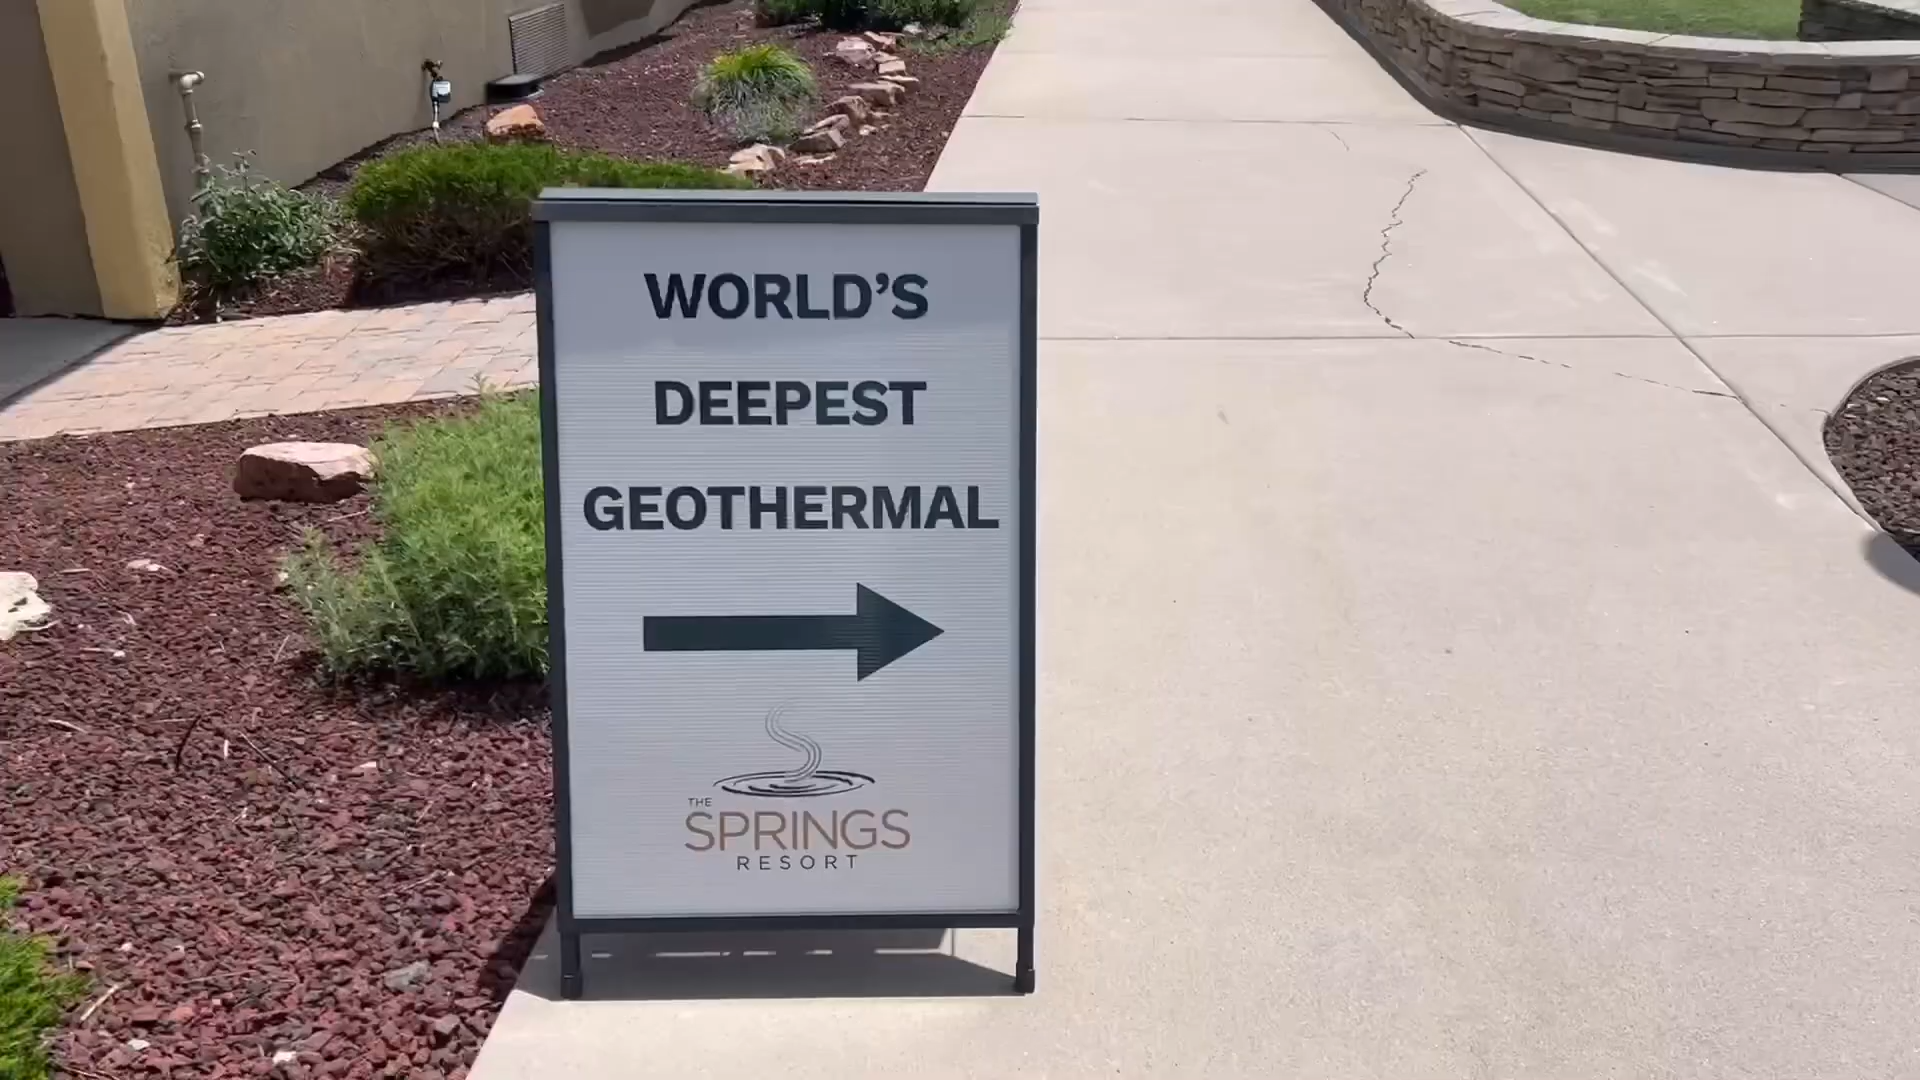 WORLD'S
DEEPEST
GEOTHERMAL
THE
SPRINGS
RESORT